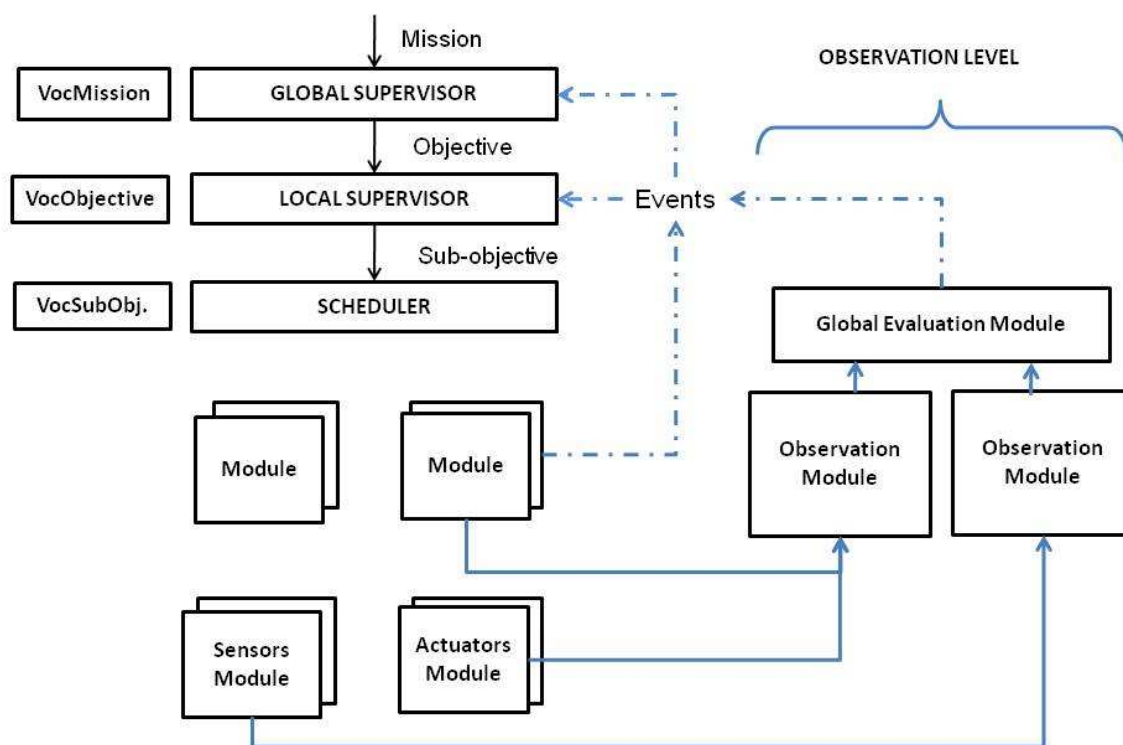 Mission
OBSERVATION LEVEL
VocMission
GLOBAL SUPERVISOR
Objective
VocObjective
LOCAL SUPERVISOR
Events
Sub-objective
VocSubObj.
SCHEDULER
Global Evaluation Module
Module
Module
Observation
Module
Observation
Module
Sensors
Module
Actuators
Module